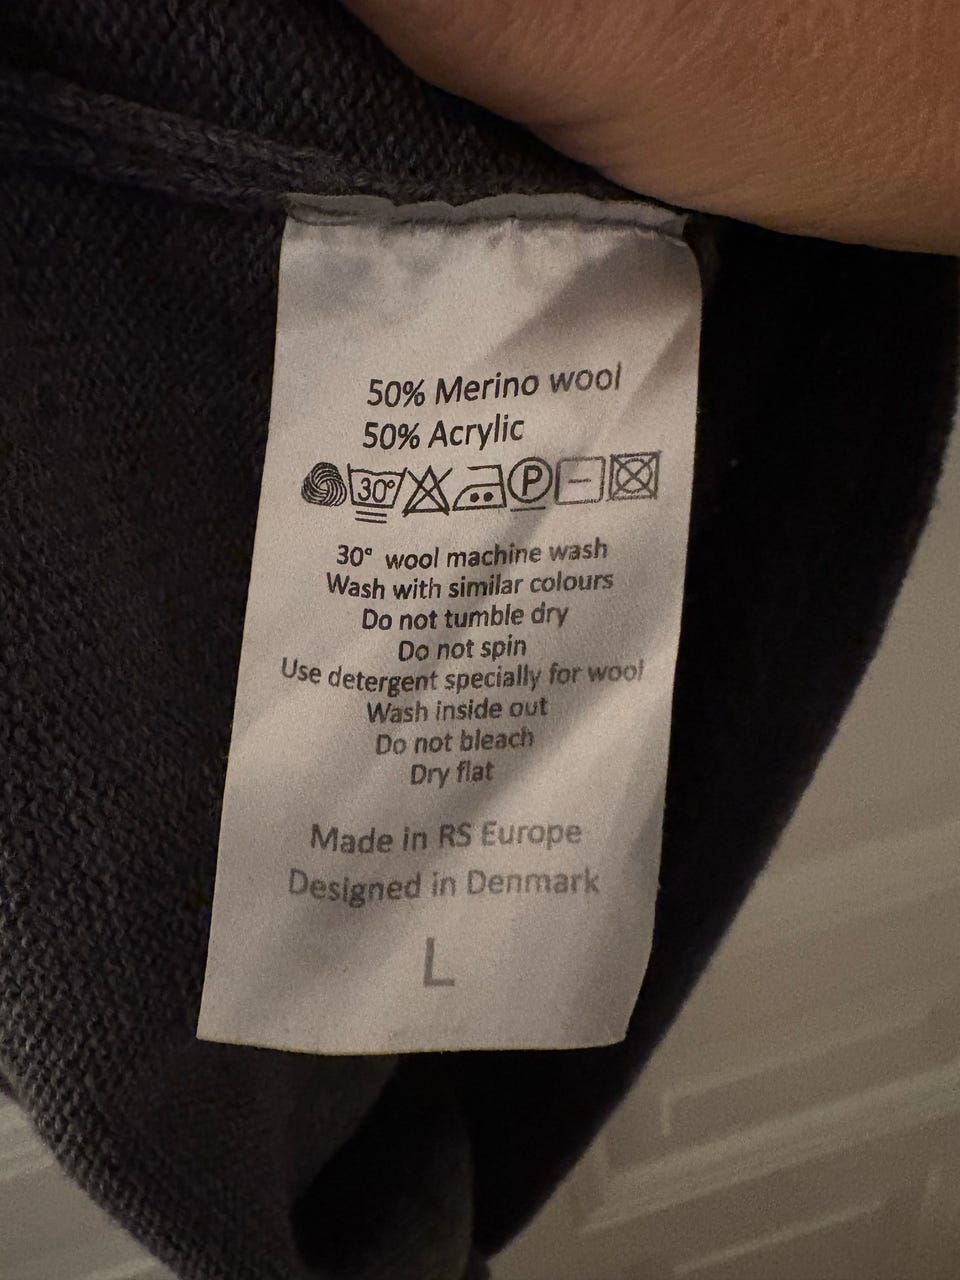 50% Merino wool
50% Acrylic
30° P
30° wool machine wash
Wash with similar colours
Do not tumble dry
Do not spin
Use detergent specially for wool
Wash inside out
Do not bleach
Dry flat
Made in RS Europe
Designed in Denmark
L